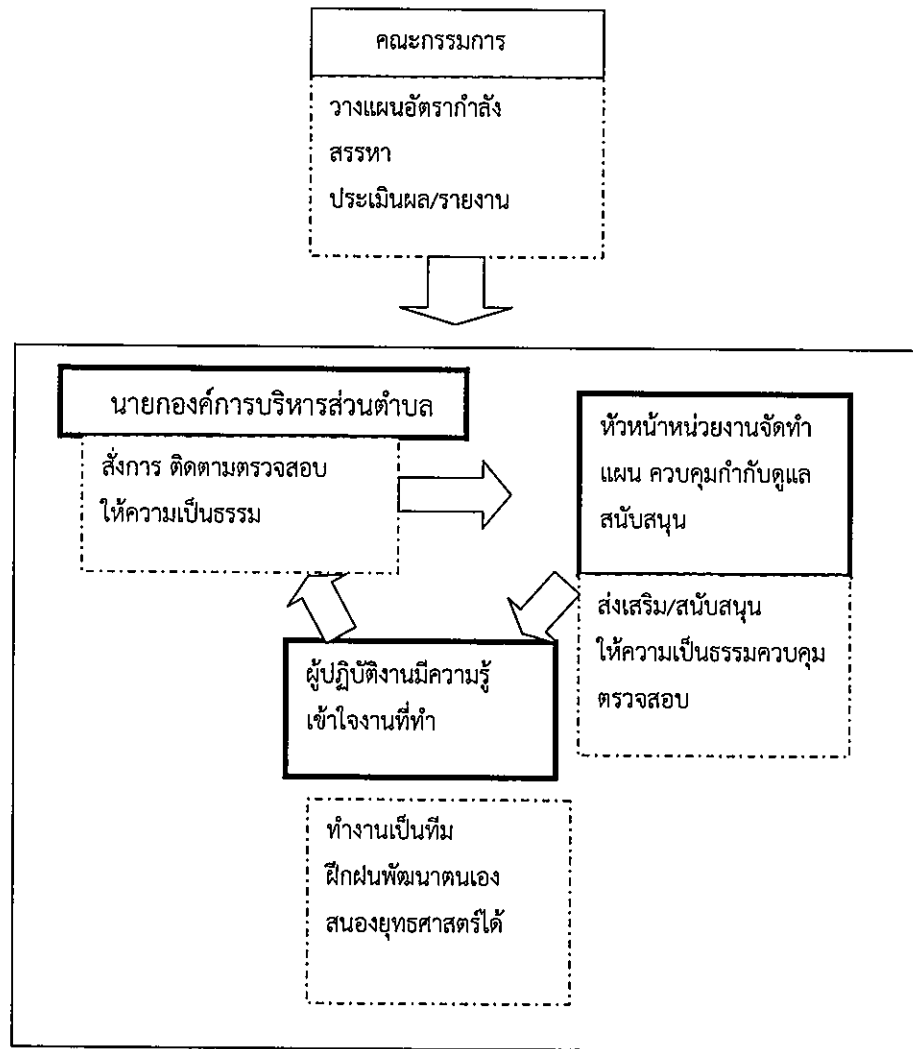 คณะกรรมการ
วางแผนอัตรากำลัง
สรรหา
ประเมินผล/รายงาน
นายกองค์การบริหารส่วนตำบล
สั่งการ ติดตามตรวจสอบ
ให้ความเป็นธรรม
หัวหน้าหน่วยงานจัดทำ
แผน ควบคุมกำกับดูแล
สนับสนุน
ส่งเสริม/สนับสนุน
ให้ความเป็นธรรมควบคุม
ตรวจสอบ
ผู้ปฏิบัติงานมีความรู้
เข้าใจงานที่ทำ
ทำงานเป็นทีม
ฝึกฝนพัฒนาตนเอง
สนองยุทธศาสตร์ได้